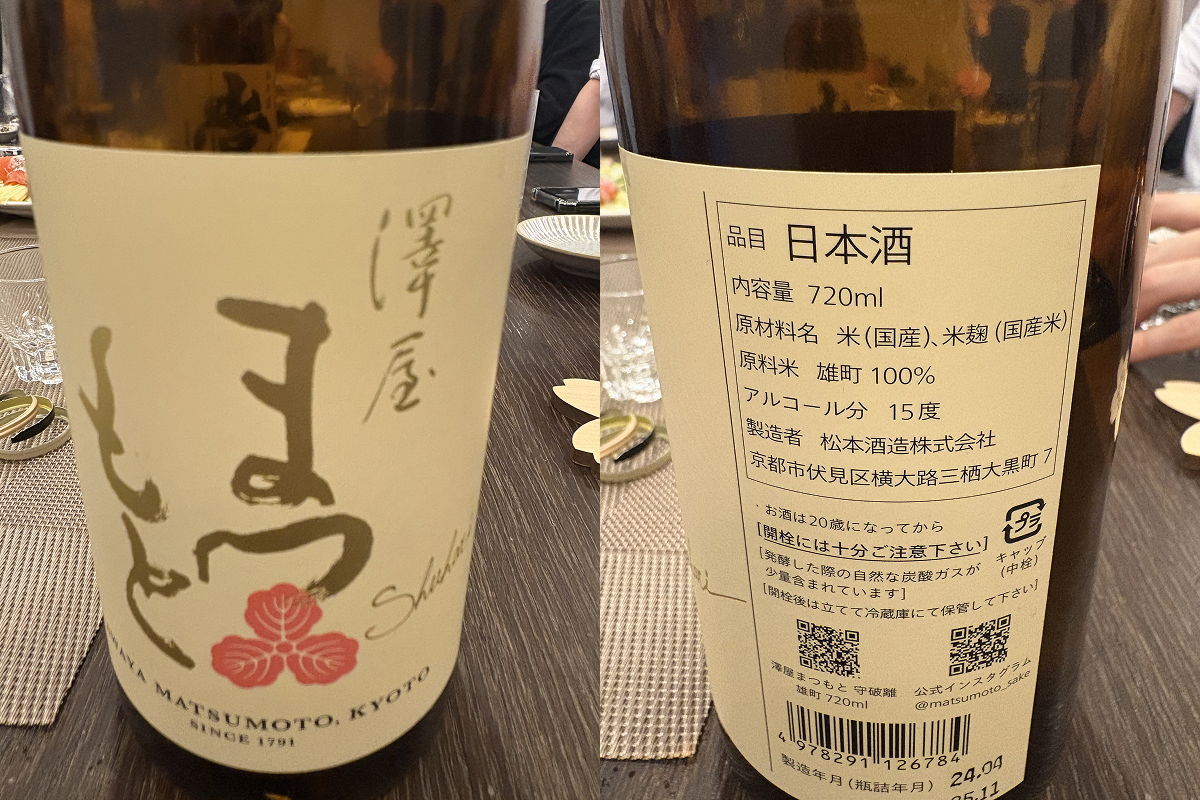 澤屋
まつもと
Shuhari
SAWAYA MATSUMOTO, KYOTO
SINCE 1791
品目 日本酒
内容量 720ml
原材料名 米(国産)、米麹(国産米)
原料米 雄町 100%
アルコール分 15度
製造者 松本酒造株式会社
京都市伏見区横大路三栖大黒町7
・お酒は20歳になってから
[開栓には十分ご注意下さい]
[発酵した際の自然な炭酸ガスが
少量含まれています]
[開栓後は立てて冷蔵庫にて保管して下さい]
プラ
キャップ
(中栓)
澤屋まつもと 守破離
雄町 720ml
公式インスタグラム
@matsumoto_sake
4 978291 126784
製造年月(瓶詰年月) 24.04
25.11